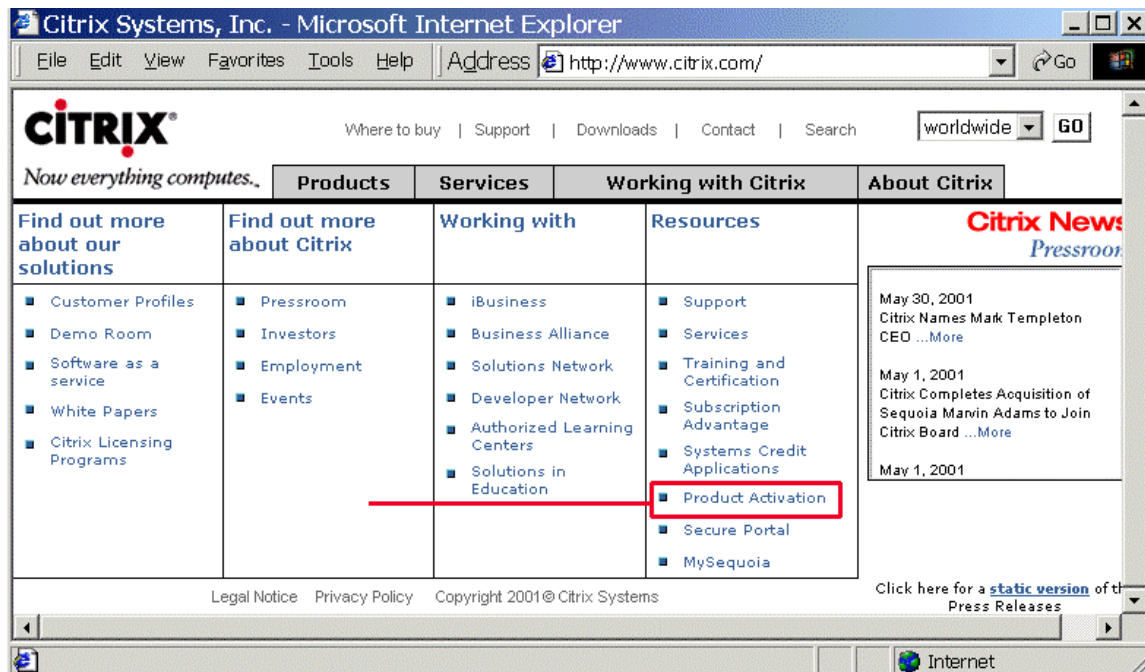 Citrix Systems, Inc. - Microsoft Internet Explorer
File Edit View Favorites Tools Help Address http://www.citrix.com/ Go
CITRIX®
Where to buy | Support | Downloads | Contact | Search worldwide GO
Now everything computes.
Products Services Working with Citrix About Citrix
Find out more about our solutions
Customer Profiles
Demo Room
Software as a service
White Papers
Citrix Licensing Programs
Find out more about Citrix
Pressroom
Investors
Employment
Events
Working with
iBusiness
Business Alliance
Solutions Network
Developer Network
Authorized Learning Centers
Solutions in Education
Resources
Support
Services
Training and Certification
Subscription Advantage
Systems Credit Applications
Product Activation
Secure Portal
MySequoia
Citrix News
Pressroom
May 30, 2001
Citrix Names Mark Templeton
CEO ...More
May 1, 2001
Citrix Completes Acquisition of
Sequoia Marvin Adams to Join
Citrix Board ...More
May 1, 2001
Click here for a static version of th
Press Releases
Legal Notice Privacy Policy Copyright 2001© Citrix Systems
Internet